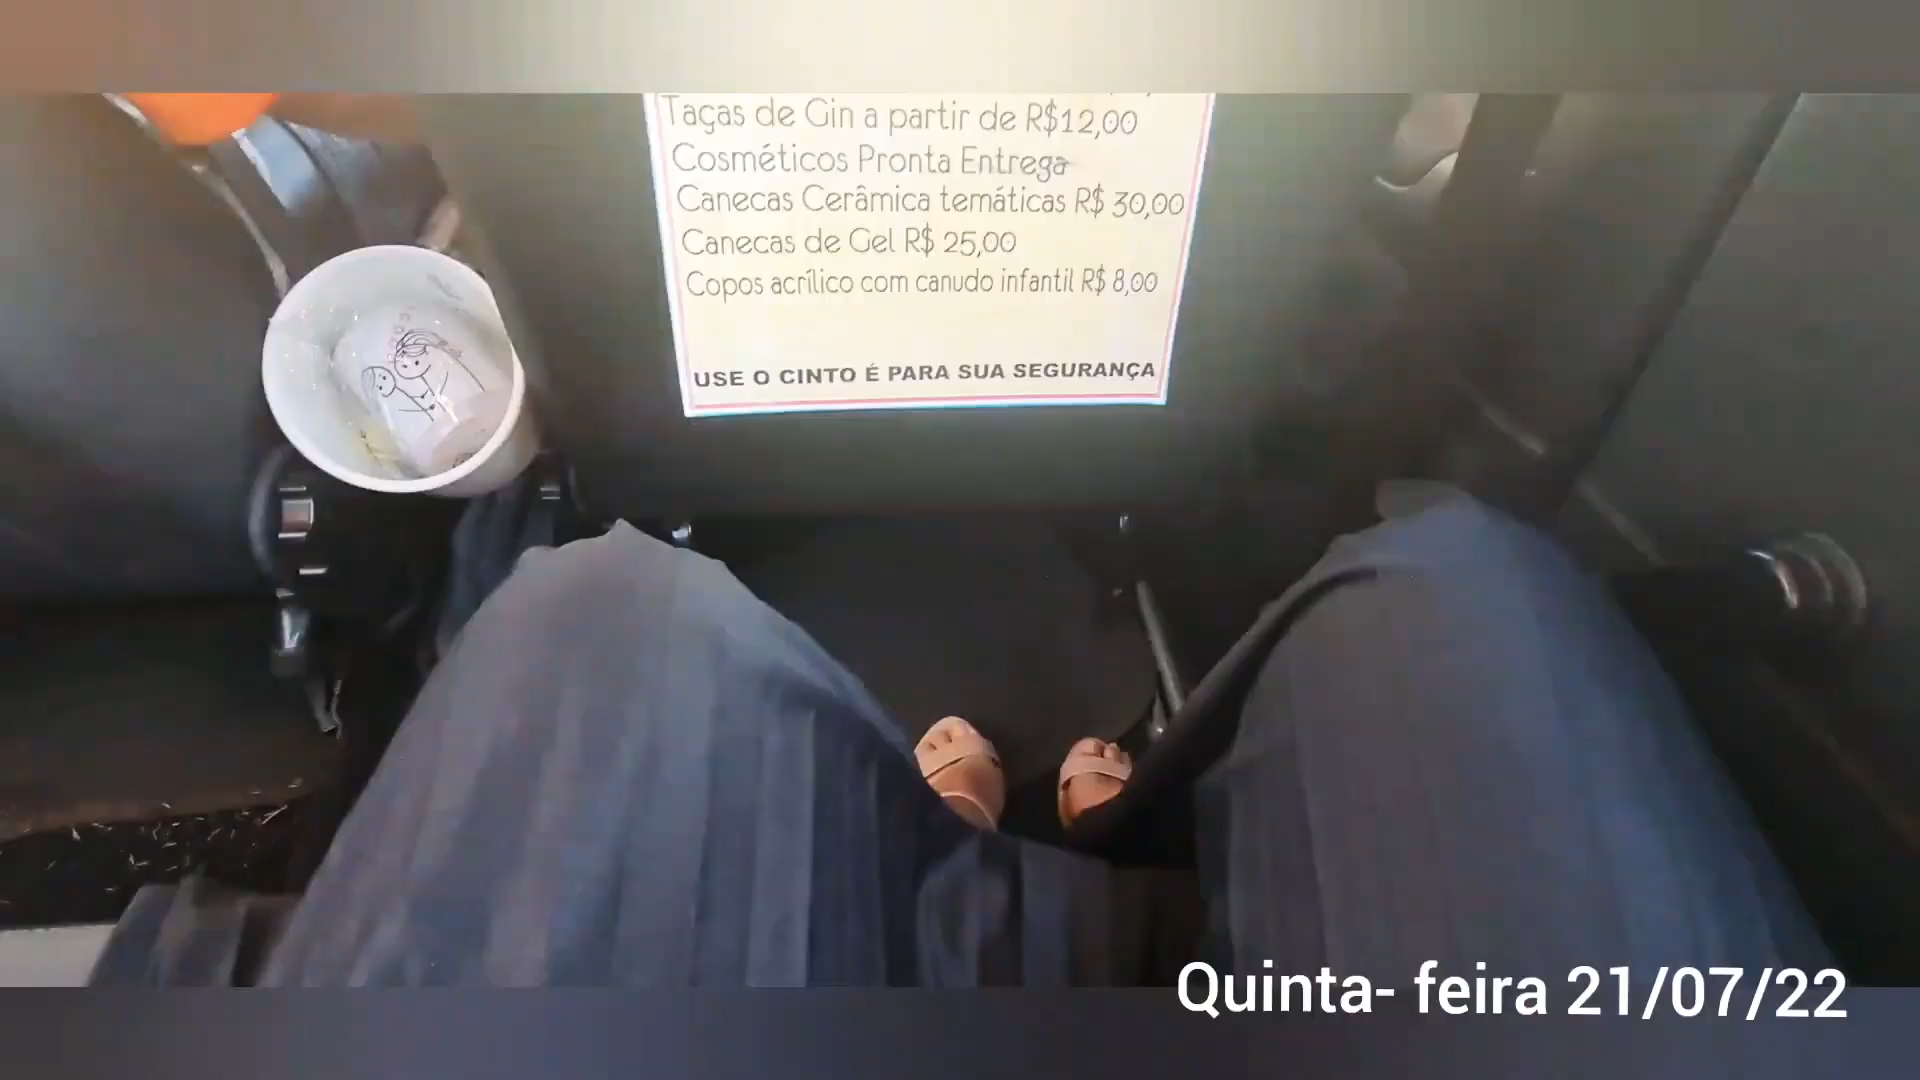 Taças de Gin a partir de R$12,00
Cosméticos Pronta Entrega
Canecas Cerâmica temáticas R$ 30,00
Canecas de Gel R$ 25,00
Copos acrílico com canudo infantil R$ 8,00
USE O CINTO É PARA SUA SEGURANÇA
Quinta- feira 21/07/22